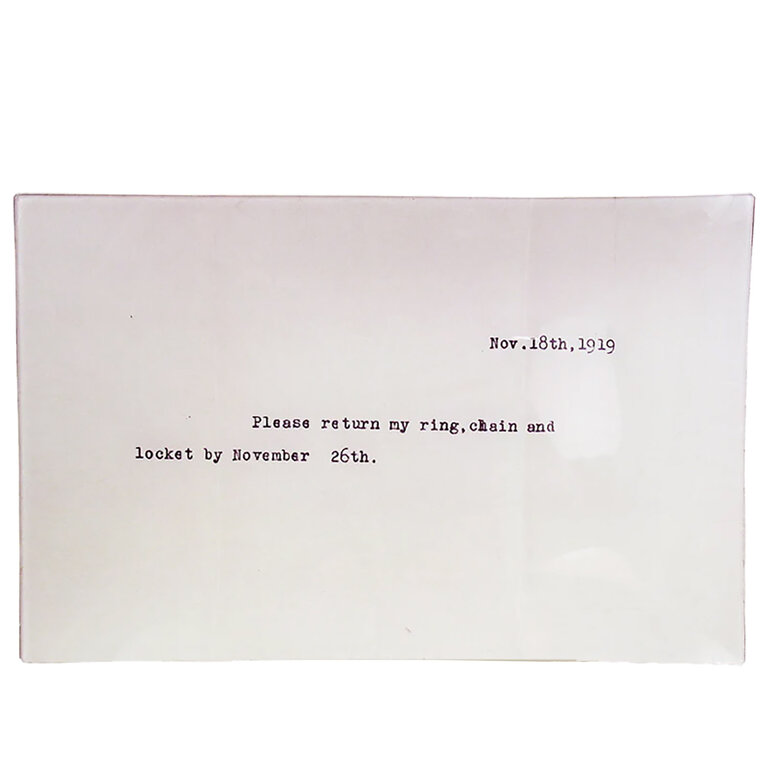 Nov.18th,1919
Please return my ring,chain and
locket by November  26th.